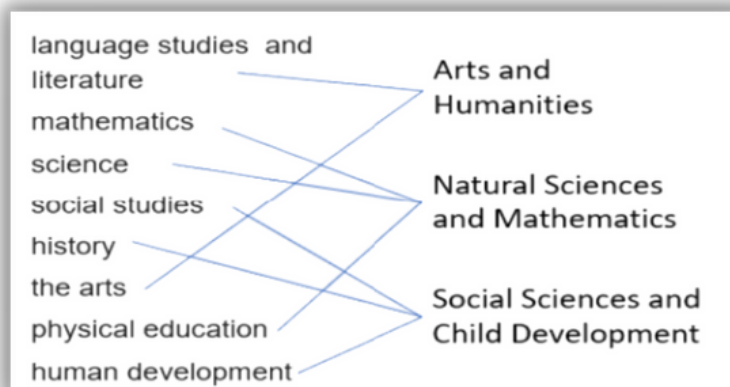 language studies and
literature
mathematics
science
social studies
history
the arts
physical education
human development
Arts and
Humanities
Natural Sciences
and Mathematics
Social Sciences and
Child Development